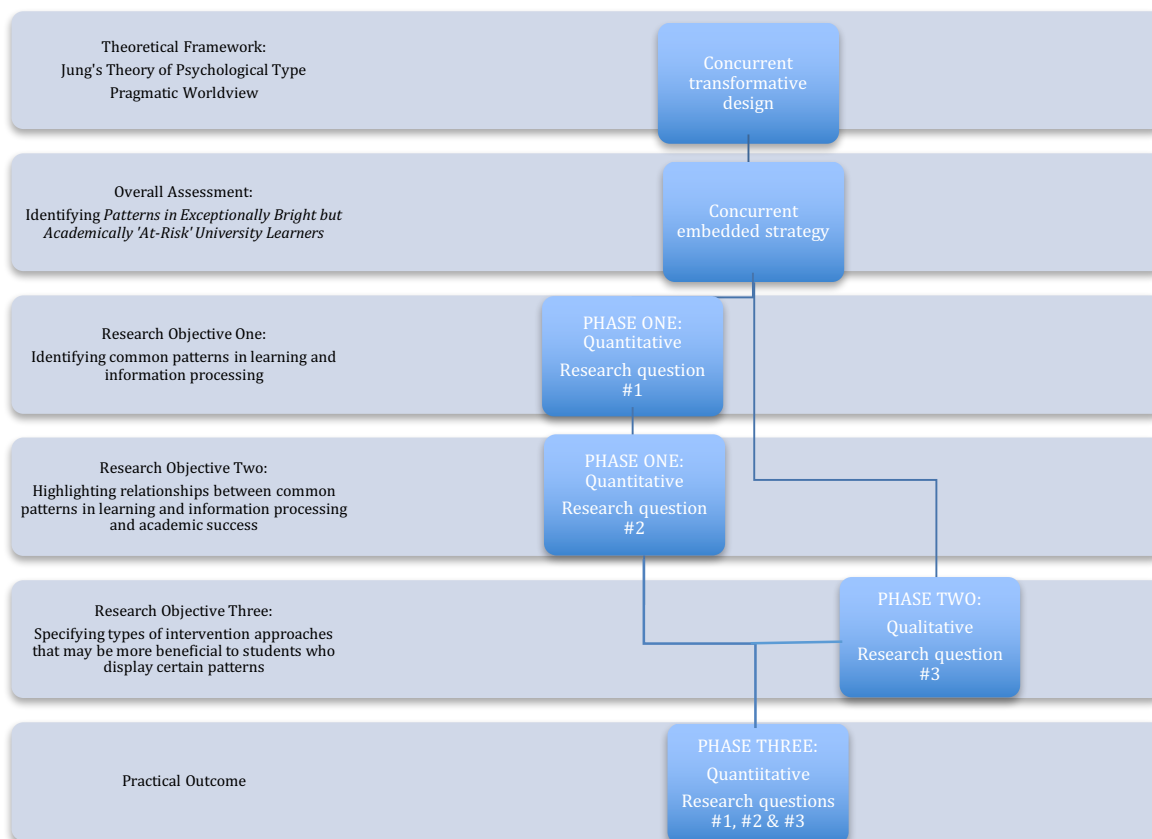 Theoretical Framework:
Jung's Theory of Psychological Type
Pragmatic Worldview
Concurrent
transformative
design
Overall Assessment:
Identifying Patterns in Exceptionally Bright but
Academically 'At-Risk' University Learners
Concurrent
embedded strategy
Research Objective One:
Identifying common patterns in learning and
information processing
PHASE ONE:
Quantitative
Research question
#1
Research Objective Two:
Highlighting relationships between common
patterns in learning and information processing
and academic success
PHASE ONE:
Quantitative
Research question
#2
Research Objective Three:
Specifying types of intervention approaches
that may be more beneficial to students who
display certain patterns
PHASE TWO:
Qualitative
Research question
#3
Practical Outcome
PHASE THREE:
Quantiitative
Research questions
#1, #2 & #3